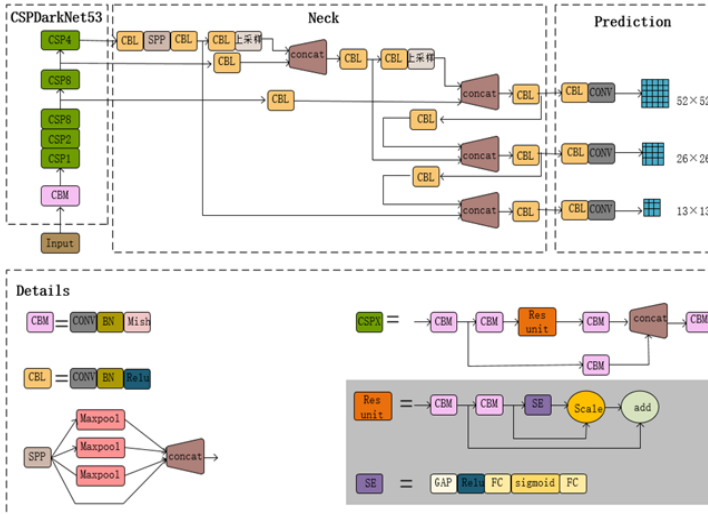 CSPDarkNet53
Neck
Prediction
CSP4
CBL
SPP
CBL
CBL
上采样
concat
CBL
CBL
CBL
上采样
concat
CBL
CBL
CONV
52×52
CSP8
CBL
CBL
CSP8
CSP2
CSP1
concat
CBL
CBL
CONV
26×26
CBL
CBM
concat
CBL
CBL
CONV
13×13
Input
Details
CBM
=
CONV
BN
Mish
CBL
=
CONV
BN
Relu
SPP
Maxpool
Maxpool
Maxpool
concat
CSPX
=
CBM
CBM
Res
unit
CBM
concat
CBM
CBM
Res
unit
=
CBM
CBM
SE
Scale
add
SE
=
GAP
Relu
FC
sigmoid
FC